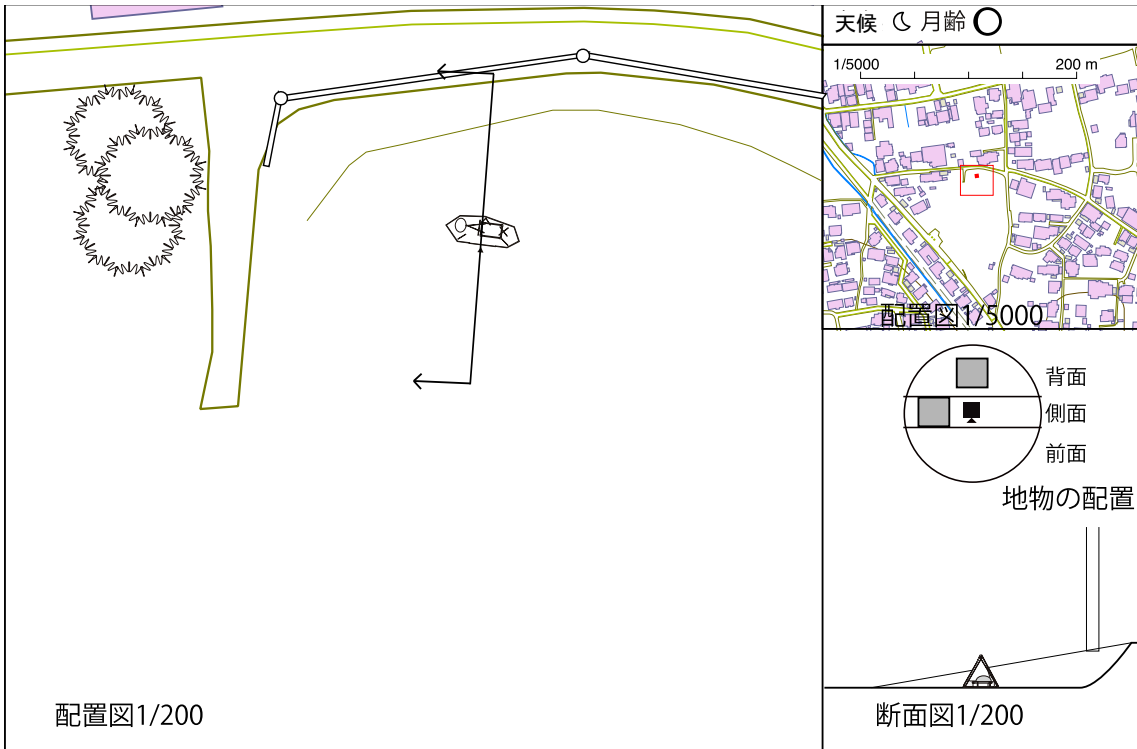 天候 ☾ 月齢 ○
1/5000 200 m
配置図1/5000
背面
側面
前面
地物の配置
配置図1/200
断面図1/200